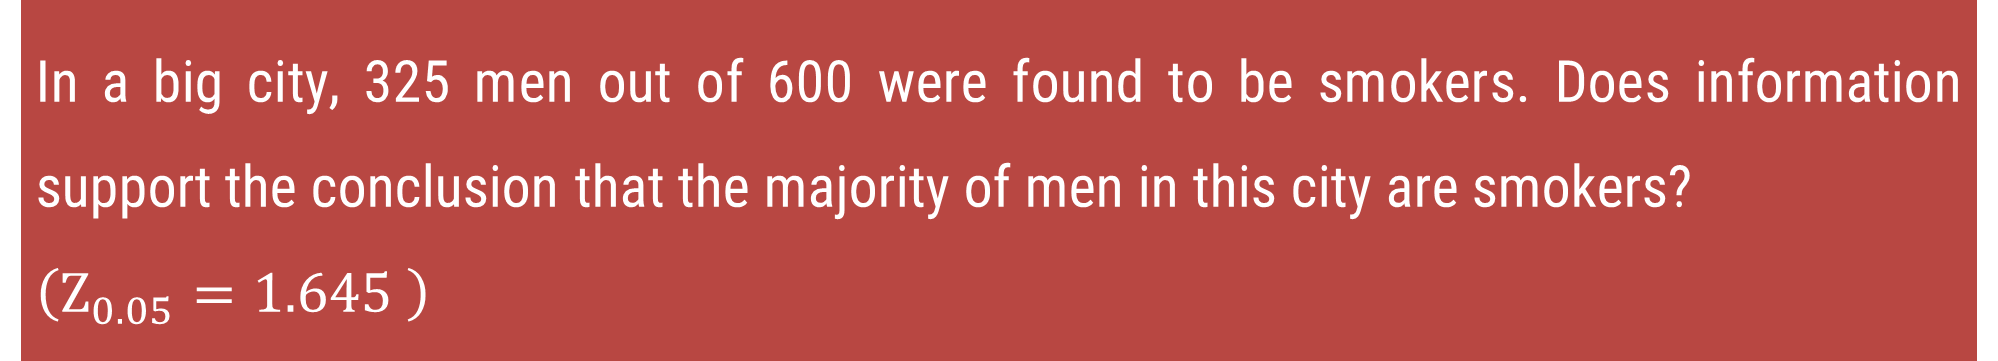 In a big city, 325 men out of 600 were found to be smokers. Does information
support the conclusion that the majority of men in this city are smokers?
(Z₀.₀₅ = 1.645 )